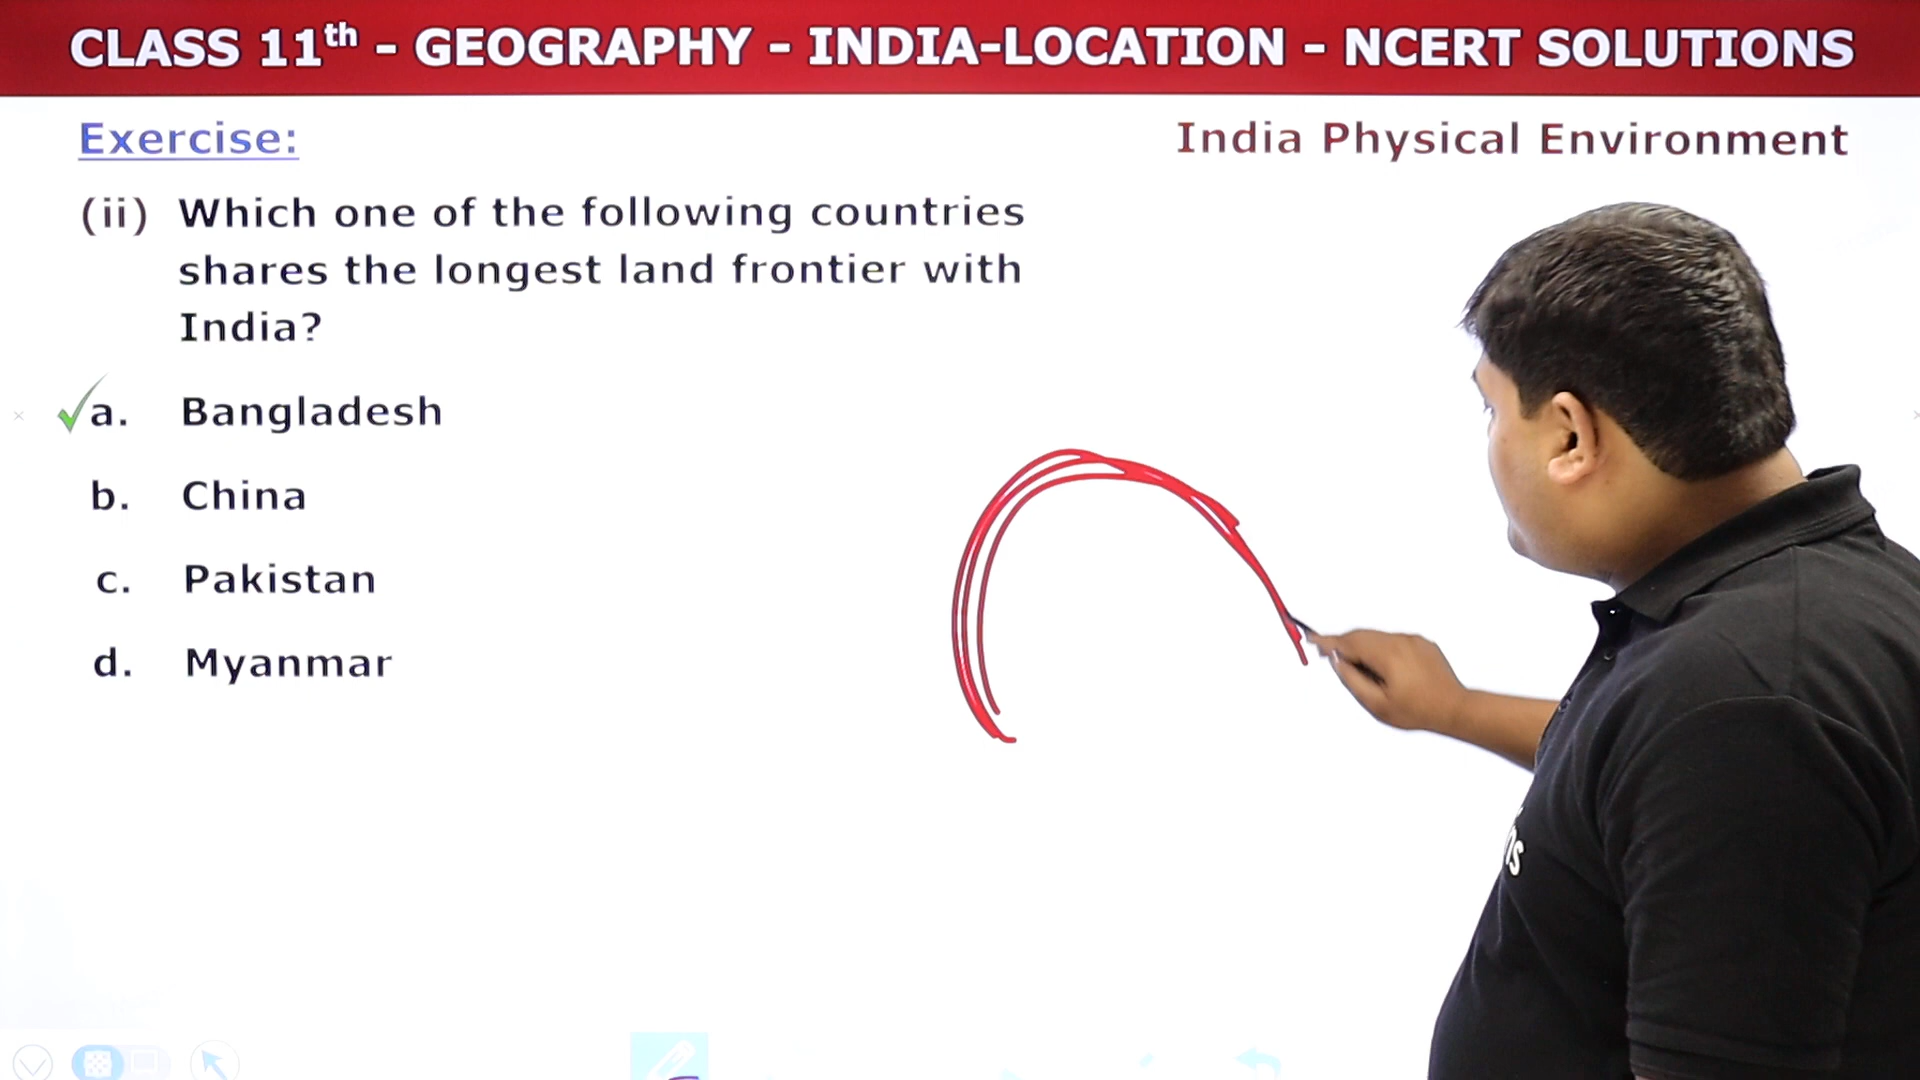 CLASS 11th - GEOGRAPHY - INDIA-LOCATION - NCERT SOLUTIONS
Exercise:
India Physical Environment
(ii) Which one of the following countries
shares the longest land frontier with
India?
a. Bangladesh
b. China
c. Pakistan
d. Myanmar